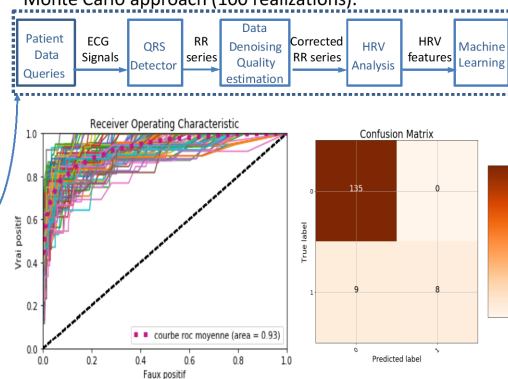 Monte Carlo approach (100 realizations).
Patient
Data
Queries
ECG
Signals
QRS
Detector
RR
series
Data
Denoising
Quality
estimation
Corrected
RR series
HRV
Analysis
HRV
features
Machine
Learning
Receiver Operating Characteristic
1.0
0.8
0.6
0.4
0.2
0.0
Vrai positif
courbe roc moyenne (area = 0.93)
0.0 0.2 0.4 0.6 0.8 1.0
Faux positif
Confusion Matrix
True label
0
135 0
1
9 8
0 1
Predicted label